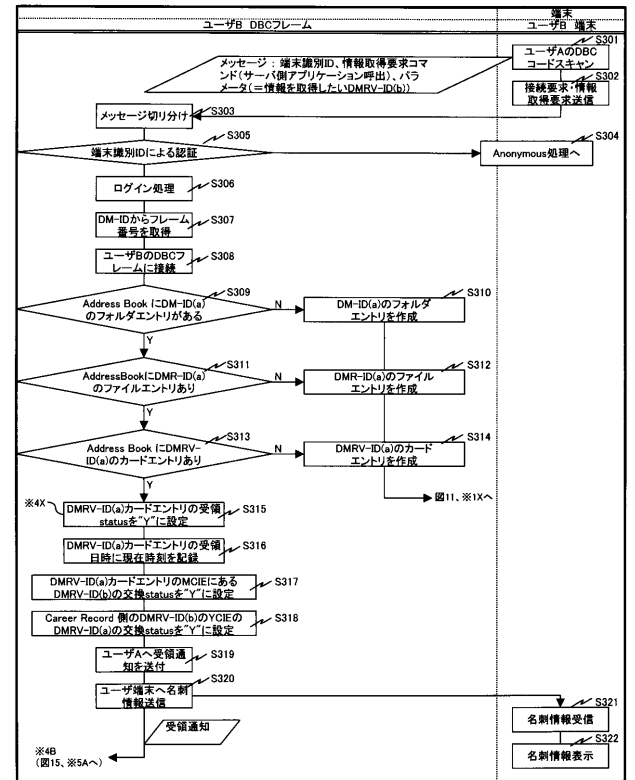 端末
ユーザB DBCフレーム
ユーザB 端末
S301
ユーザAのDBC
コードスキャン
メッセージ : 端末識別ID、情報取得要求コマ
ンド(サーバ側アプリケーション呼出)、パラ
メータ(=情報を取得したいDMRV-ID(b))
S302
接続要求・情報
取得要求送信
メッセージ切り分け
S303
端末識別IDによる認証
S305
S304
Anonymous処理へ
ログイン処理
S306
DM-IDからフレーム
番号を取得
S307
ユーザBのDBCフ
レームに接続
S308
S309
Address Book にDM-ID(a)
のフォルダエントリがある
N
S310
DM-ID(a)のフォルダ
エントリを作成
Y
S311
AddressBookにDMR-ID(a)
のファイルエントリあり
N
S312
DMR-ID(a)のファイル
エントリを作成
Y
S313
Address Book にDMRV-
ID(a)のカードエントリあり
N
S314
DMRV-ID(a)のカード
エントリを作成
Y
図11、※1Xへ
※4X
DMRV-ID(a)カードエントリの受領
statusを"Y"に設定
S315
DMRV-ID(a)カードエントリの受領
日時に現在時刻を記録
S316
DMRV-ID(a)カードエントリのMCIEにある
DMRV-ID(b)の交換statusを"Y"に設定
S317
Career Record 側のDMRV-ID(b)のYCIEの
DMRV-ID(a)の交換statusを"Y"に設定
S318
ユーザAへ受領通
知を送付
S319
ユーザ端末へ名刺
情報送信
S320
S321
名刺情報受信
受領通知
S322
名刺情報表示
※4B
(図15、※5Aへ)